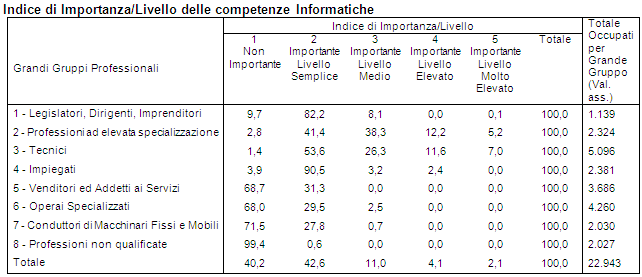 Indice di Importanza/Livello delle competenze Informatiche
Grandi Gruppi Professionali
Indice di Importanza/Livello
1 Non Importante
2 Importante Livello Semplice
3 Importante Livello Medio
4 Importante Livello Elevato
5 Importante Livello Molto Elevato
Totale
Totale Occupati per Grande Gruppo (Val. ass.)
1 - Legislatori, Dirigenti, Imprenditori 9,7 82,2 8,1 0,0 0,1 100,0 1.139
2 - Professioni ad elevata specializzazione 2,8 41,4 38,3 12,2 5,2 100,0 2.324
3 - Tecnici 1,4 53,6 26,3 11,6 7,0 100,0 5.096
4 - Impiegati 3,9 90,5 3,2 2,4 0,0 100,0 2.381
5 - Venditori ed Addetti ai Servizi 68,7 31,3 0,0 0,0 0,0 100,0 3.686
6 - Operai Specializzati 68,0 29,5 2,5 0,0 0,0 100,0 4.260
7 - Conduttori di Macchinari Fissi e Mobili 71,5 27,8 0,7 0,0 0,0 100,0 2.030
8 - Professioni non qualificate 99,4 0,6 0,0 0,0 0,0 100,0 2.027
Totale 40,2 42,6 11,0 4,1 2,1 100,0 22.943